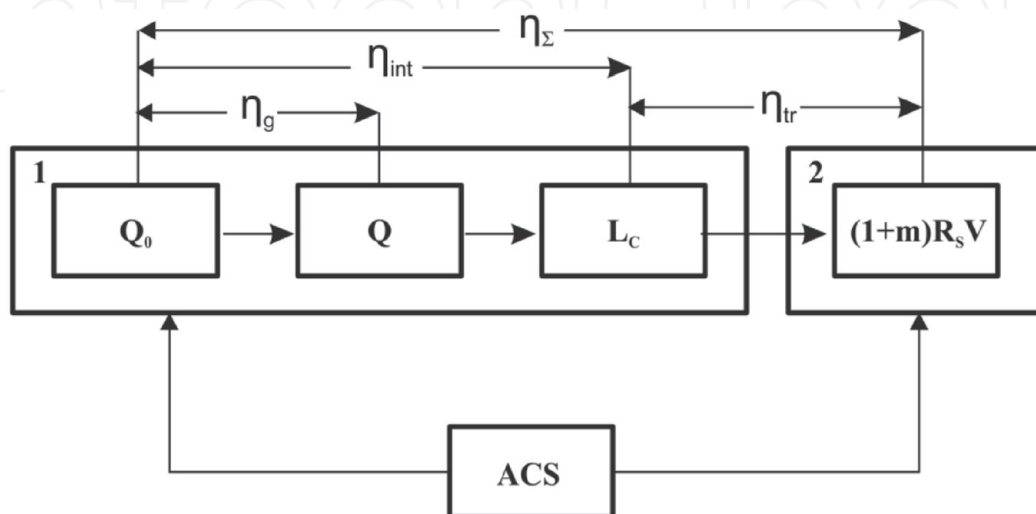 η_Σ
η_int
η_g
η_tr
1
2
Q₀
Q
L_C
(1+m)R_sV
ACS